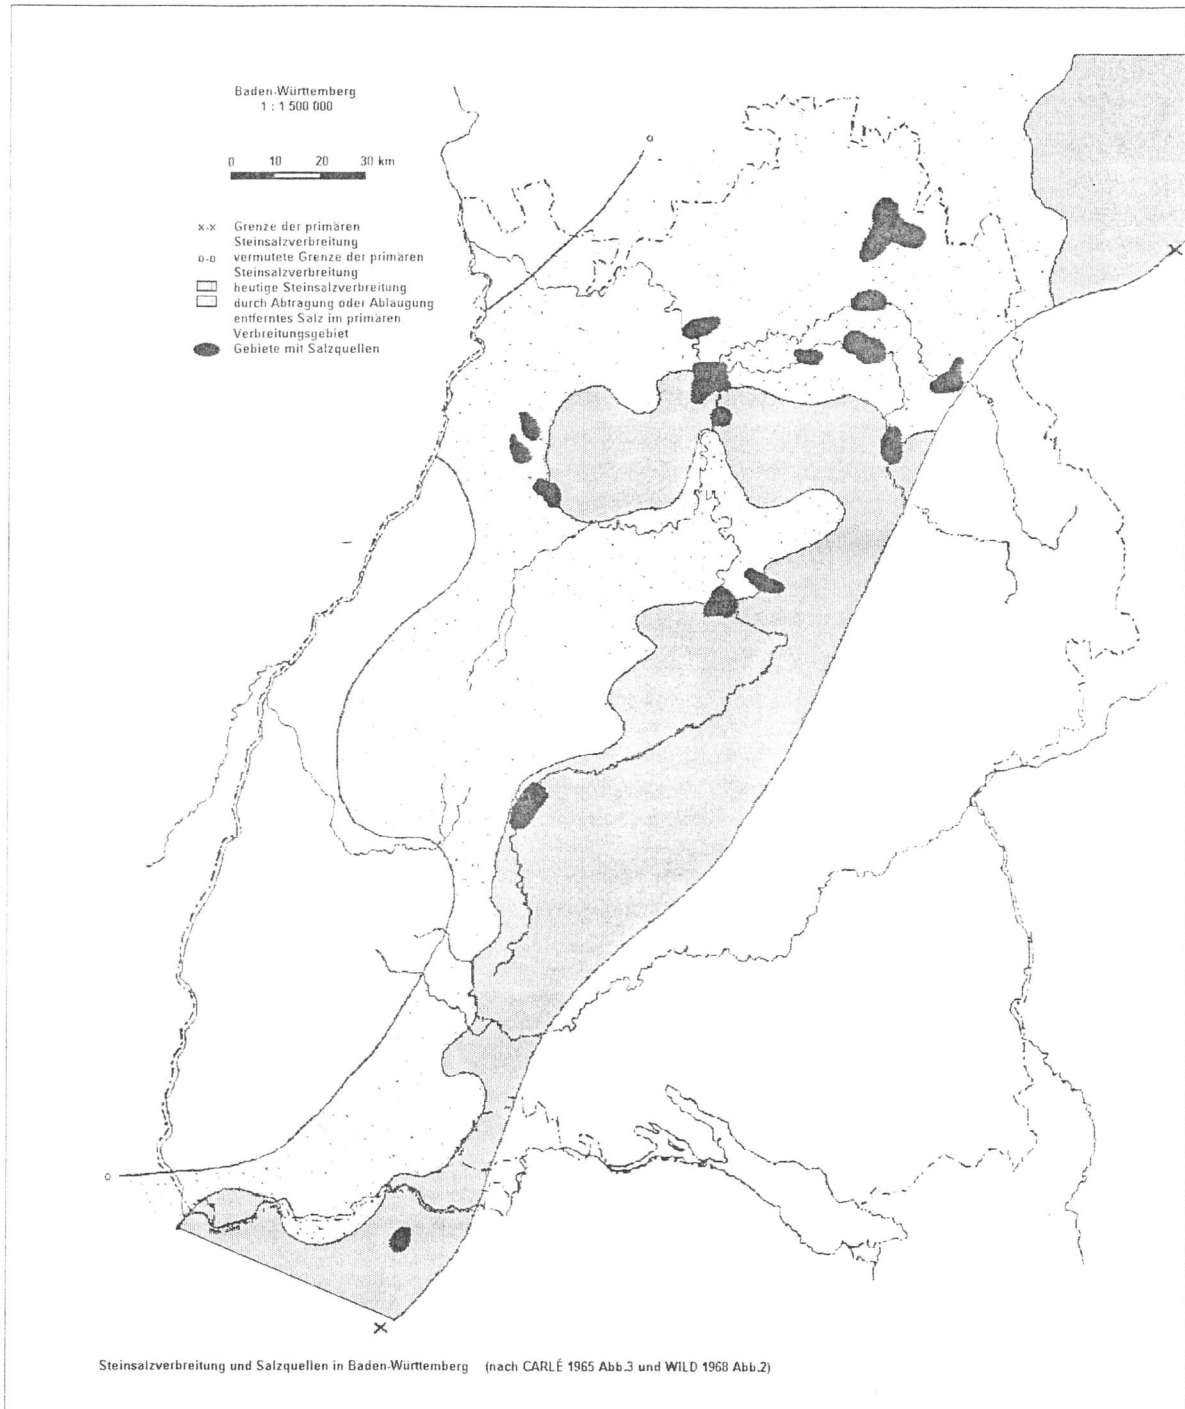 Baden-Württemberg
1 : 1 500 000
0 10 20 30 km
x-x Grenze der primären
Steinsalzverbreitung
o-o vermutete Grenze der primären
Steinsalzverbreitung
heutige Steinsalzverbreitung
durch Abtragung oder Ablaugung
entferntes Salz im primären
Verbreitungsgebiet
Gebiete mit Salzquellen
o
x
o
x
Steinsalzverbreitung und Salzquellen in Baden-Württemberg (nach CARLÉ 1965 Abb.3 und WILD 1968 Abb.2)